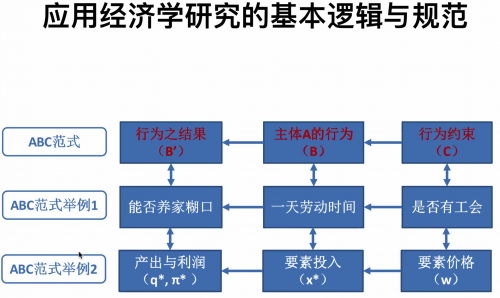 应用经济学研究的基本逻辑与规范
ABC范式
行为之结果
（B’）
主体A的行为
（B）
行为约束
（C）
ABC范式举例1
能否养家糊口
一天劳动时间
是否有工会
ABC范式举例2
产出与利润
（q*, π* ）
要素投入
（x*）
要素价格
（w）